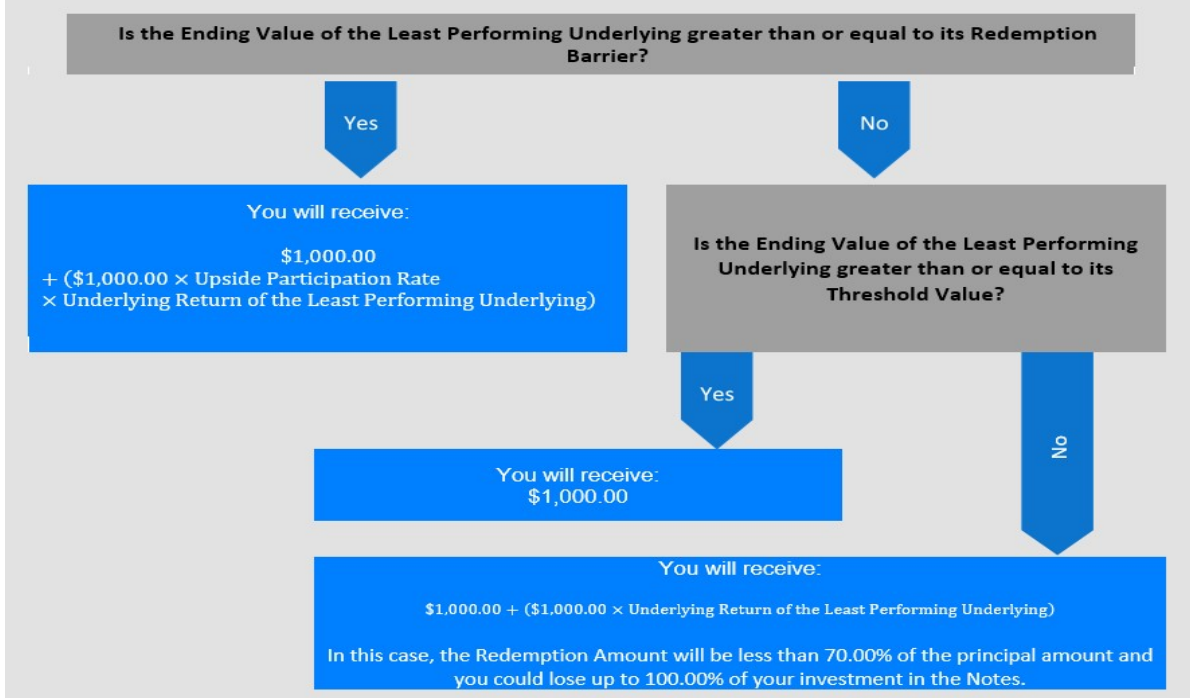 Is the Ending Value of the Least Performing Underlying greater than or equal to its Redemption
Barrier?
Yes
No
You will receive:
$1,000.00
+ ($1,000.00 × Upside Participation Rate
× Underlying Return of the Least Performing Underlying)
Is the Ending Value of the Least Performing
Underlying greater than or equal to its
Threshold Value?
Yes
No
You will receive:
$1,000.00
You will receive:
$1,000.00 + ($1,000.00 × Underlying Return of the Least Performing Underlying)
In this case, the Redemption Amount will be less than 70.00% of the principal amount and
you could lose up to 100.00% of your investment in the Notes.